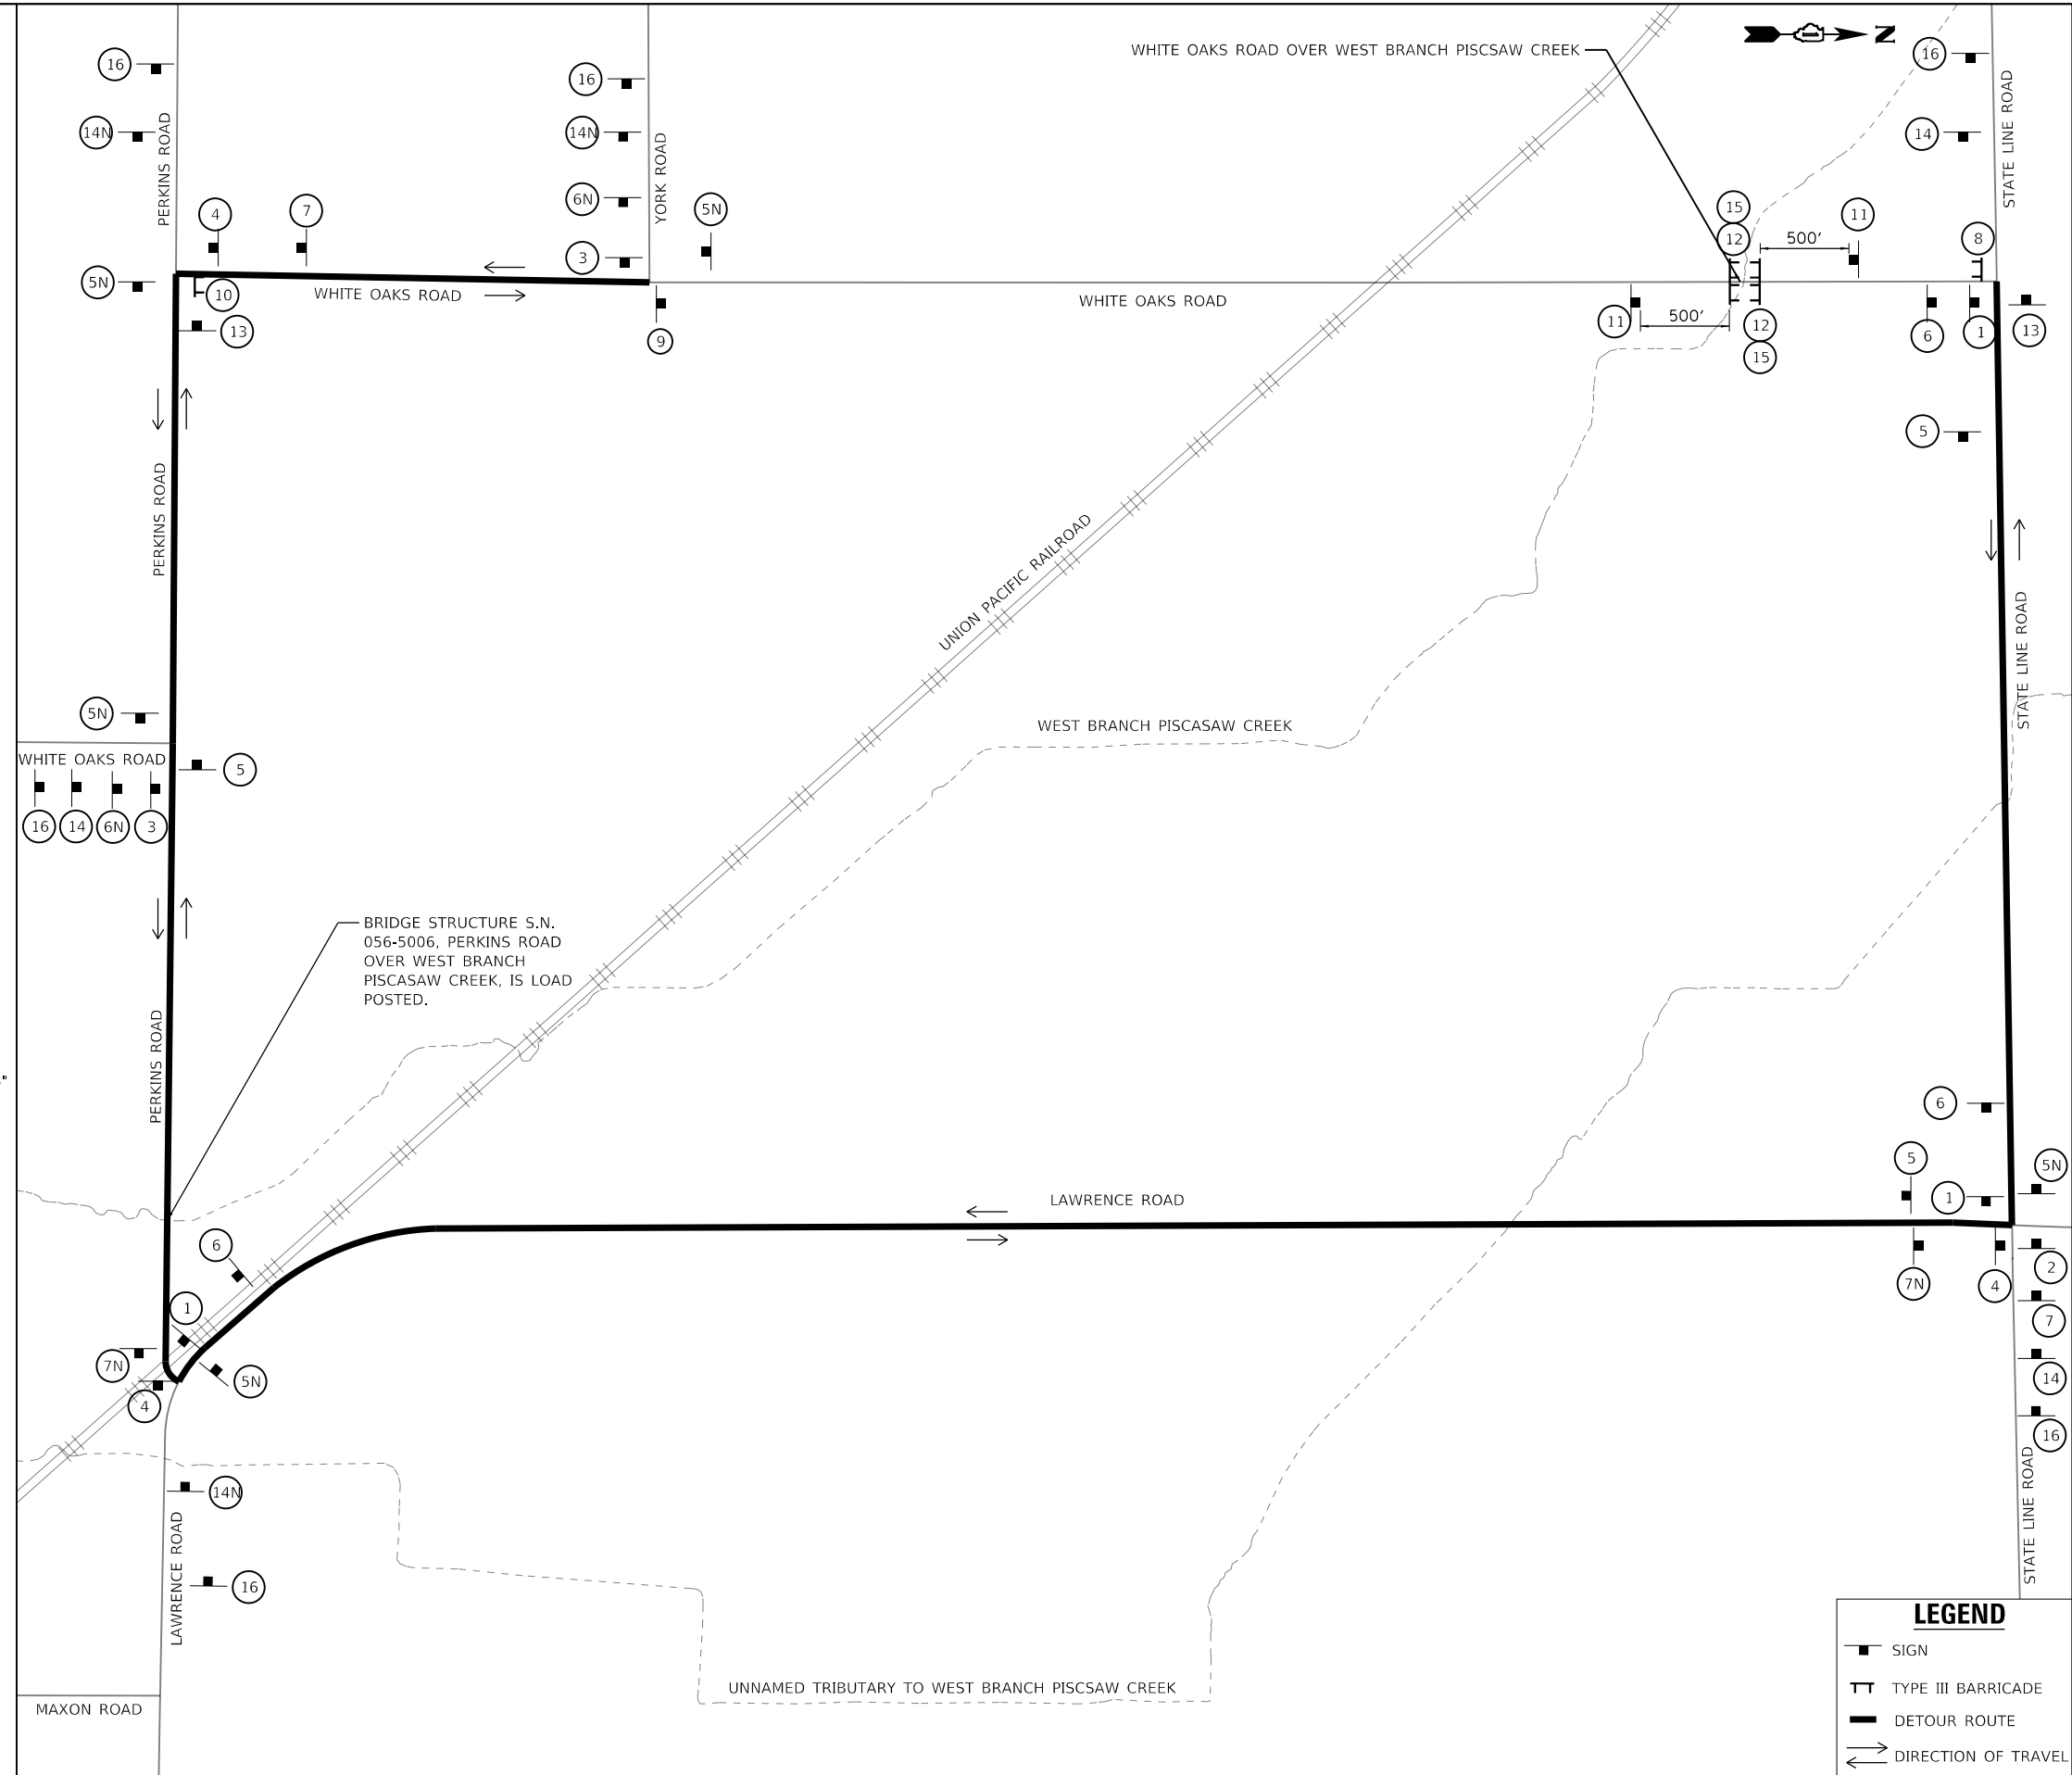 WHITE OAKS ROAD OVER WEST BRANCH PISCSAW CREEK
N
16
14N
PERKINS ROAD
4
7
5N
10
13
WHITE OAKS ROAD
16
14N
6N
3
YORK ROAD
5N
9
WHITE OAKS ROAD
15
12
500'
11
8
16
14
STATE LINE ROAD
11
500'
12
15
6
1
13
5
PERKINS ROAD
UNION PACIFIC RAILROAD
STATE LINE ROAD
5N
WHITE OAKS ROAD
5
16
14
6N
3
WEST BRANCH PISCASAW CREEK
BRIDGE STRUCTURE S.N.
056-5006, PERKINS ROAD
OVER WEST BRANCH
PISCASAW CREEK, IS LOAD
POSTED.
PERKINS ROAD
6
5
1
5N
LAWRENCE ROAD
6
1
7N
4
5N
7N
4
2
7
14
16
14N
16
LAWRENCE ROAD
STATE LINE ROAD
UNNAMED TRIBUTARY TO WEST BRANCH PISCSAW CREEK
MAXON ROAD
LEGEND
SIGN
TYPE III BARRICADE
DETOUR ROUTE
DIRECTION OF TRAVEL